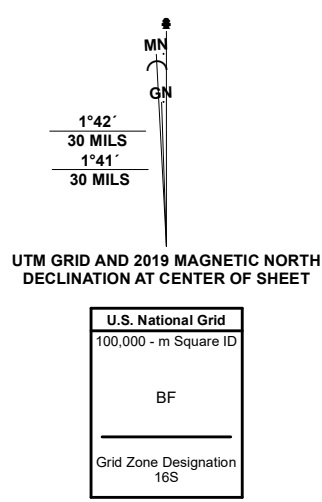 MN
GN
1°42´
30 MILS
1°41´
30 MILS
UTM GRID AND 2019 MAGNETIC NORTH
DECLINATION AT CENTER OF SHEET
U.S. National Grid
100,000 - m Square ID
BF
Grid Zone Designation
16S